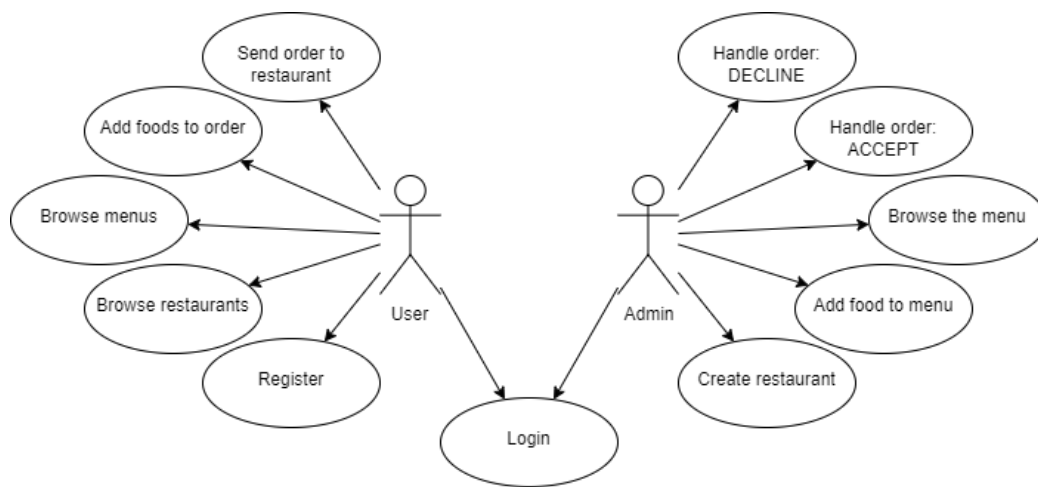 Send order to
restaurant
Handle order:
DECLINE
Add foods to order
Handle order:
ACCEPT
Browse menus
Browse the menu
Browse restaurants
Add food to menu
User
Admin
Register
Create restaurant
Login